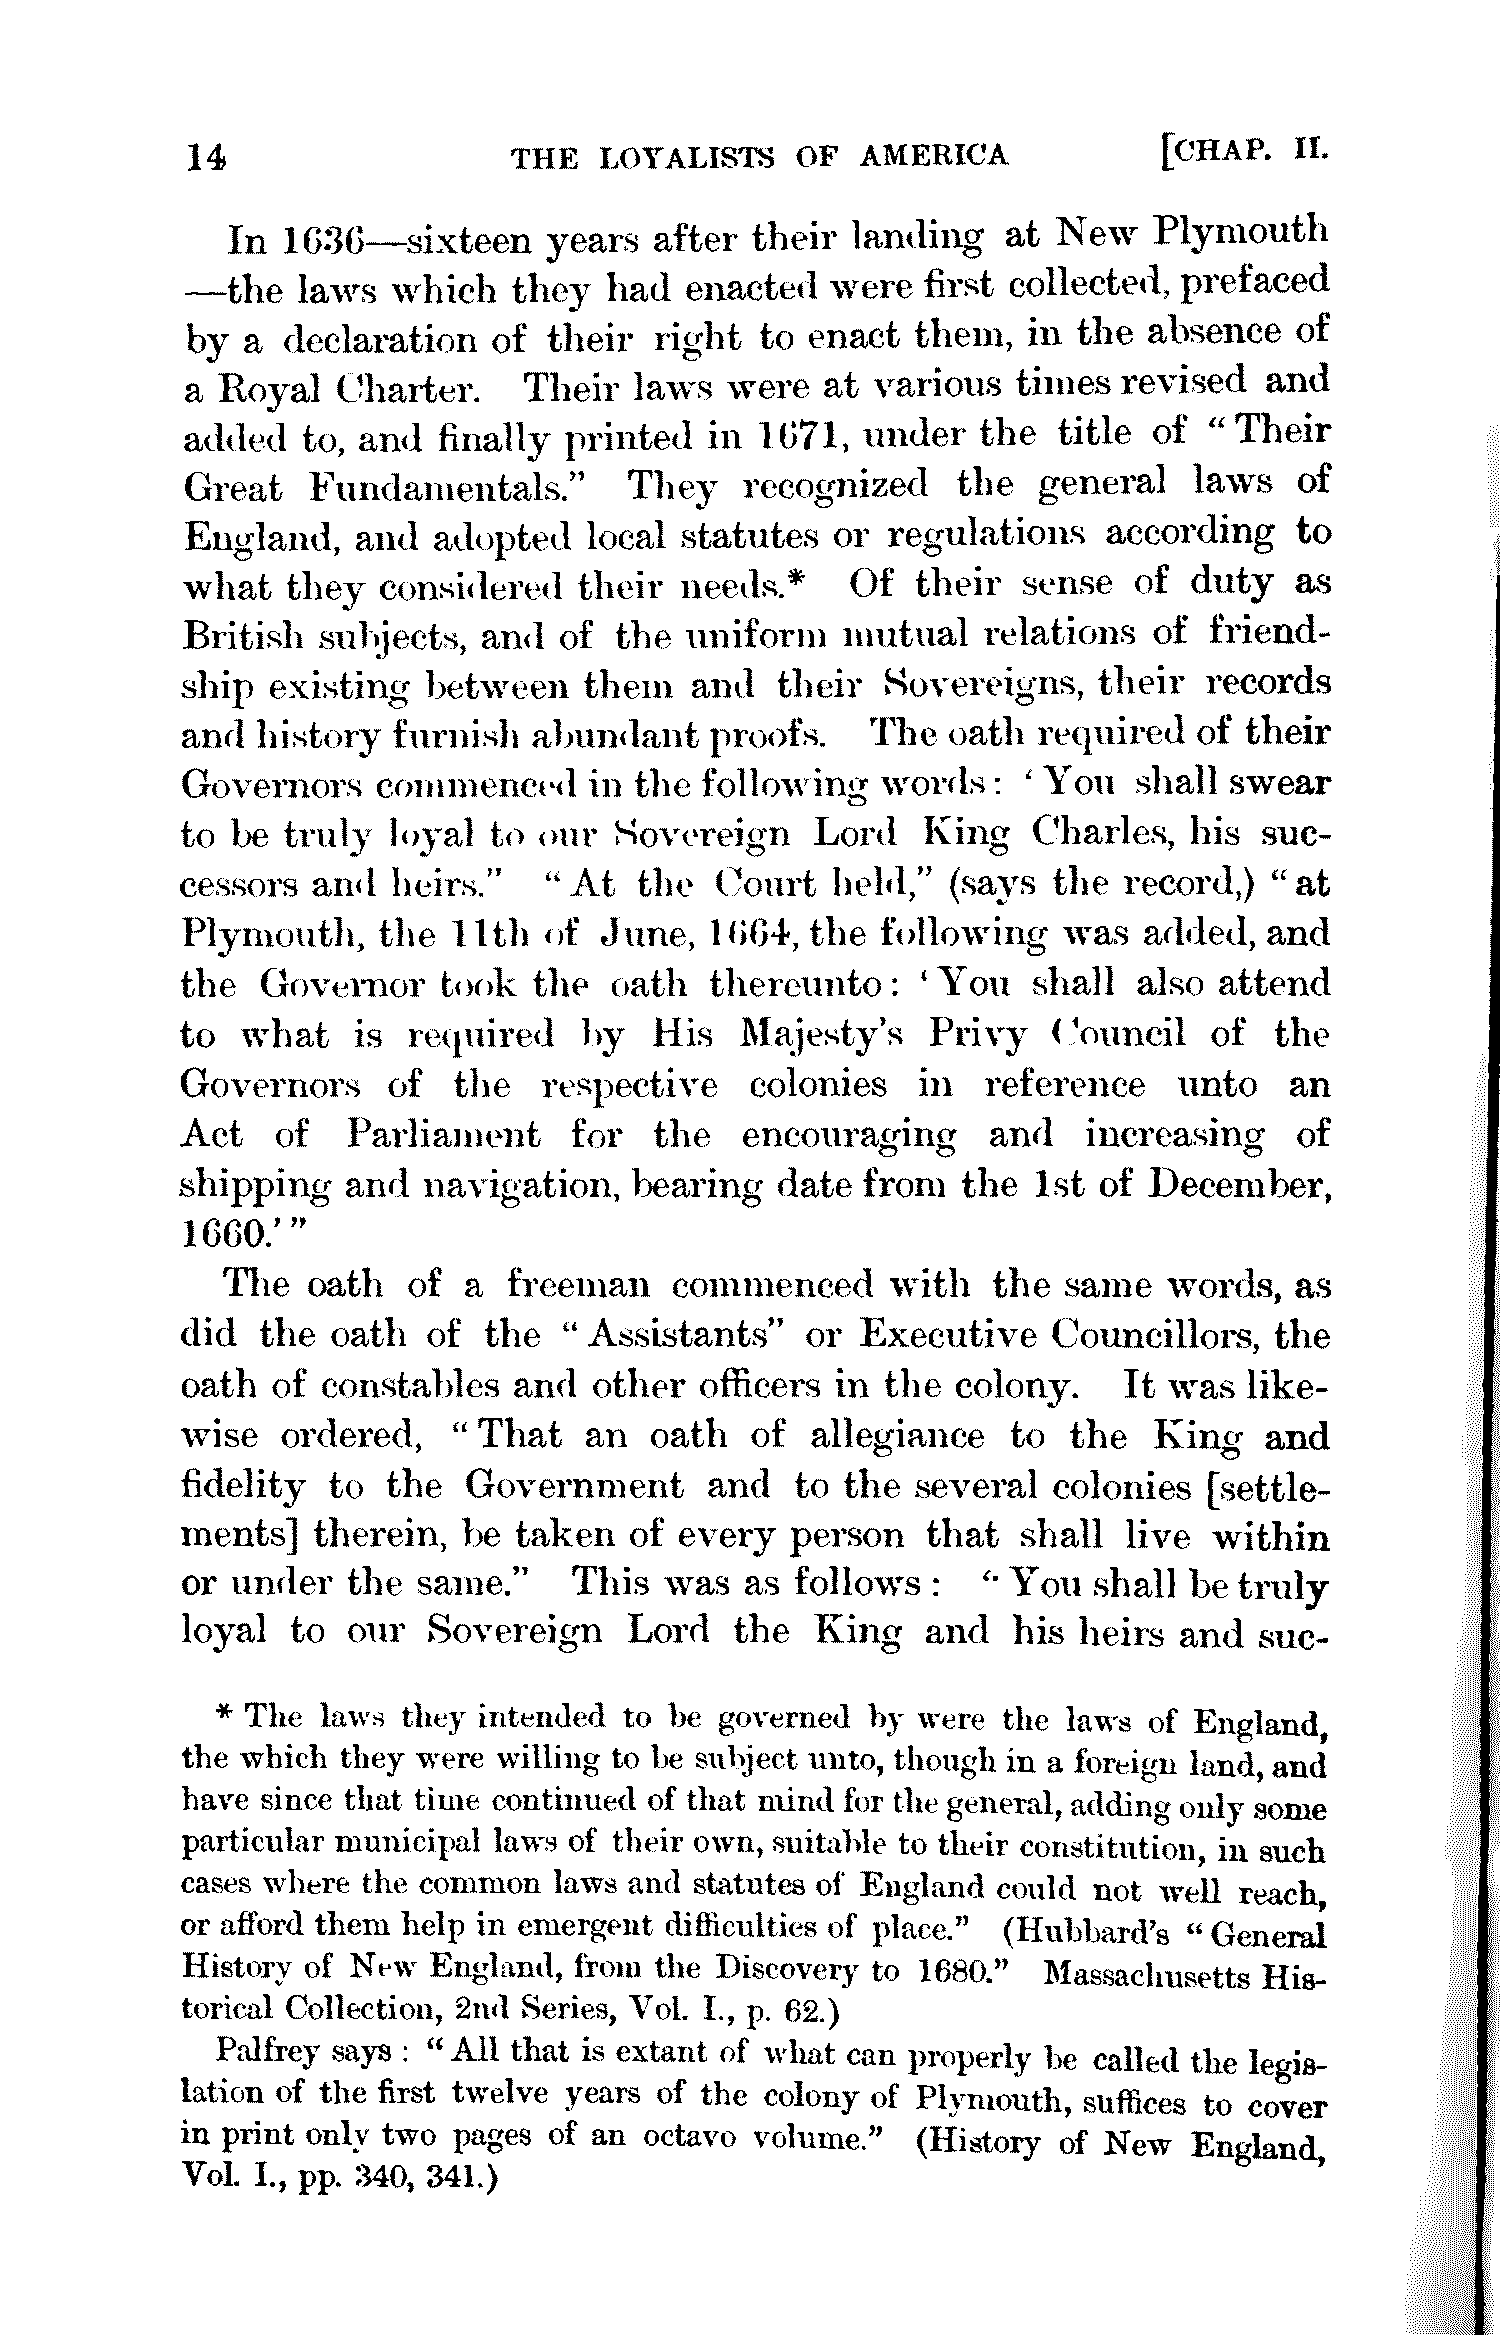 14 THE LOYALISTS OF AMERICA [CHAP. II.
In 1636—sixteen years after their landing at New Plymouth
—the laws which they had enacted were first collected, prefaced
by a declaration of their right to enact them, in the absence of
a Royal Charter. Their laws were at various times revised and
added to, and finally printed in 1671, under the title of "Their
Great Fundamentals." They recognized the general laws of
England, and adopted local statutes or regulations according to
what they considered their needs.* Of their sense of duty as
British subjects, and of the uniform mutual relations of friend-
ship existing between them and their Sovereigns, their records
and history furnish abundant proofs. The oath required of their
Governors commenced in the following words: 'You shall swear
to be truly loyal to our Sovereign Lord King Charles, his suc-
cessors and heirs." "At the Court held," (says the record,) "at
Plymouth, the 11th of June, 1664, the following was added, and
the Governor took the oath thereunto: 'You shall also attend
to what is required by His Majesty's Privy Council of the
Governors of the respective colonies in reference unto an
Act of Parliament for the encouraging and increasing of
shipping and navigation, bearing date from the 1st of December,
1660.'"
The oath of a freeman commenced with the same words, as
did the oath of the "Assistants" or Executive Councillors, the
oath of constables and other officers in the colony. It was like-
wise ordered, "That an oath of allegiance to the King and
fidelity to the Government and to the several colonies [settle-
ments] therein, be taken of every person that shall live within
or under the same." This was as follows: "You shall be truly
loyal to our Sovereign Lord the King and his heirs and suc-
* The laws they intended to be governed by were the laws of England,
the which they were willing to be subject unto, though in a foreign land, and
have since that time continued of that mind for the general, adding only some
particular municipal laws of their own, suitable to their constitution, in such
cases where the common laws and statutes of England could not well reach,
or afford them help in emergent difficulties of place." (Hubbard's "General
History of New England, from the Discovery to 1680." Massachusetts His-
torical Collection, 2nd Series, Vol. I., p. 62.)
Palfrey says: "All that is extant of what can properly be called the legis-
lation of the first twelve years of the colony of Plymouth, suffices to cover
in print only two pages of an octavo volume." (History of New England,
Vol. I., pp. 340, 341.)